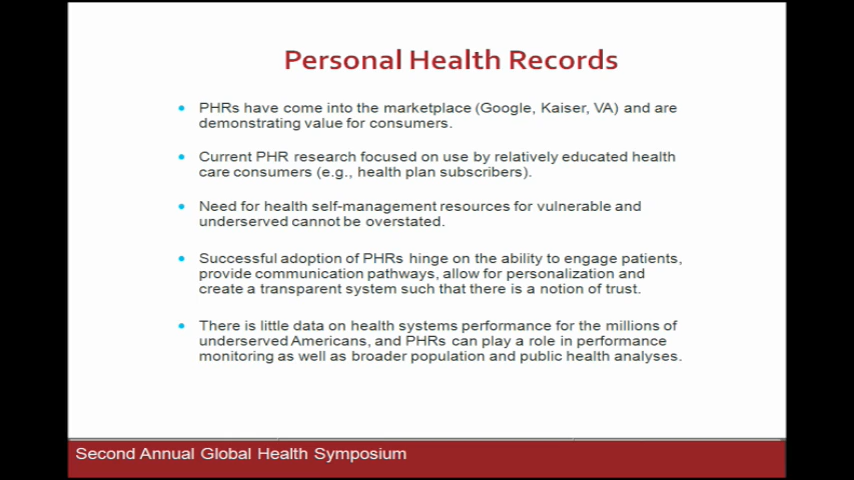 Personal Health Records
PHRs have come into the marketplace (Google, Kaiser, VA) and are
demonstrating value for consumers.
Current PHR research focused on use by relatively educated health
care consumers (e.g., health plan subscribers).
Need for health self-management resources for vulnerable and
underserved cannot be overstated.
Successful adoption of PHRs hinge on the ability to engage patients,
provide communication pathways, allow for personalization and
create a transparent system such that there is a notion of trust.
There is little data on health systems performance for the millions of
underserved Americans, and PHRs can play a role in performance
monitoring as well as broader population and public health analyses.
Second Annual Global Health Symposium